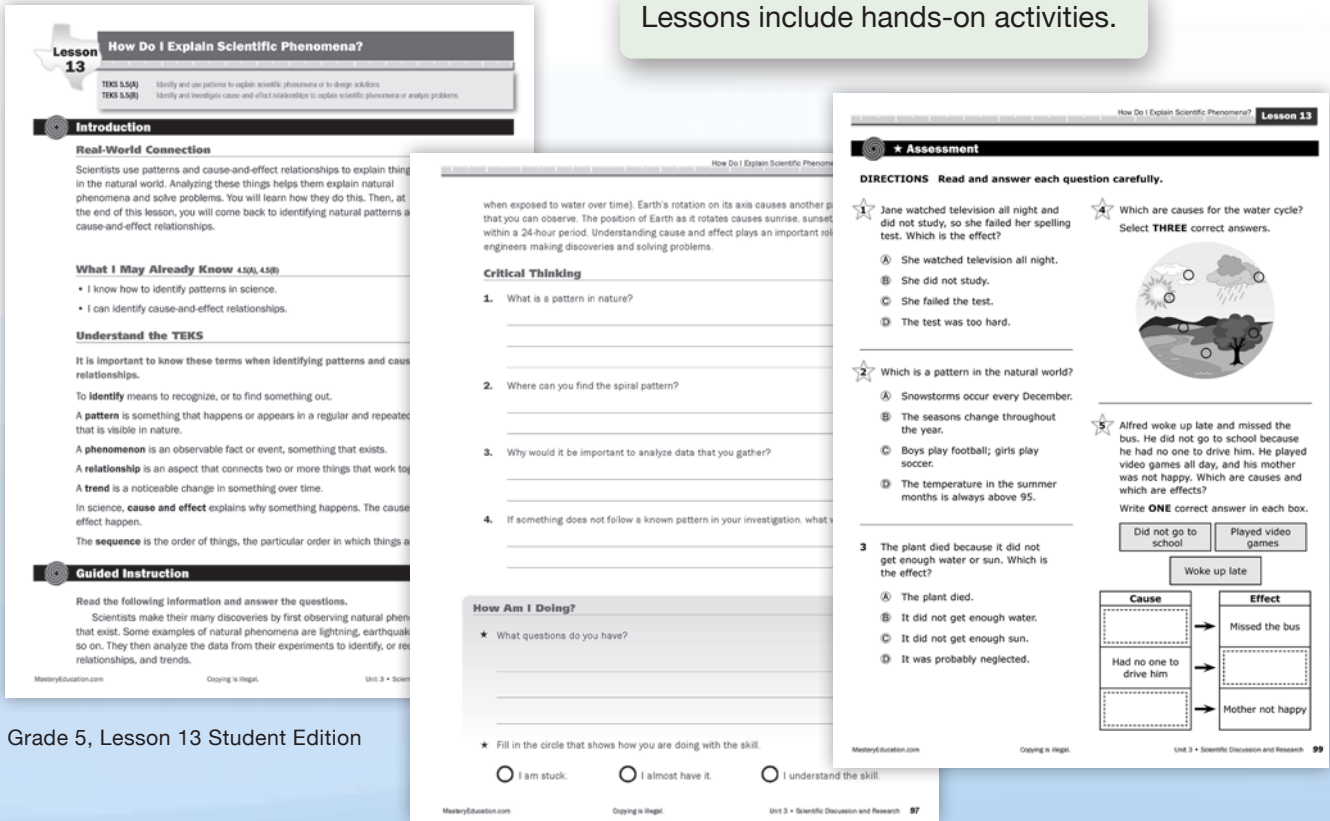 Lessons include hands-on activities.
Lesson
13
How Do I Explain Scientific Phenomena?
TEKS 5.5(A) Identify and use patterns to explain scientific phenomena or to design solutions.
TEKS 5.5(B) Identify and investigate cause-and-effect relationships to explain scientific phenomena or analyze problems.
Introduction
Real-World Connection
Scientists use patterns and cause-and-effect relationships to explain thing
in the natural world. Analyzing these things helps them explain natural
phenomena and solve problems. You will learn how they do this. Then, at
the end of this lesson, you will come back to identifying natural patterns a
cause-and-effect relationships.
What I May Already Know 4.5(A), 4.5(B)
• I know how to identify patterns in science.
• I can identify cause-and-effect relationships.
Understand the TEKS
It is important to know these terms when identifying patterns and caus
relationships.
To identify means to recognize, or to find something out.
A pattern is something that happens or appears in a regular and repeated
that is visible in nature.
A phenomenon is an observable fact or event, something that exists.
A relationship is an aspect that connects two or more things that work tog
A trend is a noticeable change in something over time.
In science, cause and effect explains why something happens. The cause
effect happen.
The sequence is the order of things, the particular order in which things a
Guided Instruction
Read the following information and answer the questions.
Scientists make their many discoveries by first observing natural phen
that exist. Some examples of natural phenomena are lightning, earthquak
so on. They then analyze the data from their experiments to identify, or rec
relationships, and trends.
MasteryEducation.com Copying is illegal. Unit 3 • Scien
Grade 5, Lesson 13 Student Edition
How Do I Explain Scientific Phenome
when exposed to water over time). Earth's rotation on its axis causes another p
that you can observe. The position of Earth as it rotates causes sunrise, sunset
within a 24-hour period. Understanding cause and effect plays an important rol
engineers making discoveries and solving problems.
Critical Thinking
1. What is a pattern in nature?
2. Where can you find the spiral pattern?
3. Why would it be important to analyze data that you gather?
4. If something does not follow a known pattern in your investigation, what w
How Am I Doing?
★ What questions do you have?
★ Fill in the circle that shows how you are doing with the skill.
I am stuck. I almost have it. I understand the skill.
MasteryEducation.com Copying is illegal. Unit 3 • Scientific Discussion and Research 97
How Do I Explain Scientific Phenomena? Lesson 13
★ Assessment
DIRECTIONS Read and answer each question carefully.
1 Jane watched television all night and
did not study, so she failed her spelling
test. Which is the effect?
A She watched television all night.
B She did not study.
C She failed the test.
D The test was too hard.
2 Which is a pattern in the natural world?
A Snowstorms occur every December.
B The seasons change throughout
the year.
C Boys play football; girls play
soccer.
D The temperature in the summer
months is always above 95.
3 The plant died because it did not
get enough water or sun. Which is
the effect?
A The plant died.
B It did not get enough water.
C It did not get enough sun.
D It was probably neglected.
4 Which are causes for the water cycle?
Select THREE correct answers.
5 Alfred woke up late and missed the
bus. He did not go to school because
he had no one to drive him. He played
video games all day, and his mother
was not happy. Which are causes and
which are effects?
Write ONE correct answer in each box.
Did not go to
school
Played video
games
Woke up late
Cause Effect
Missed the bus
Had no one to
drive him
Mother not happy
MasteryEducation.com Copying is illegal. Unit 3 • Scientific Discussion and Research 99